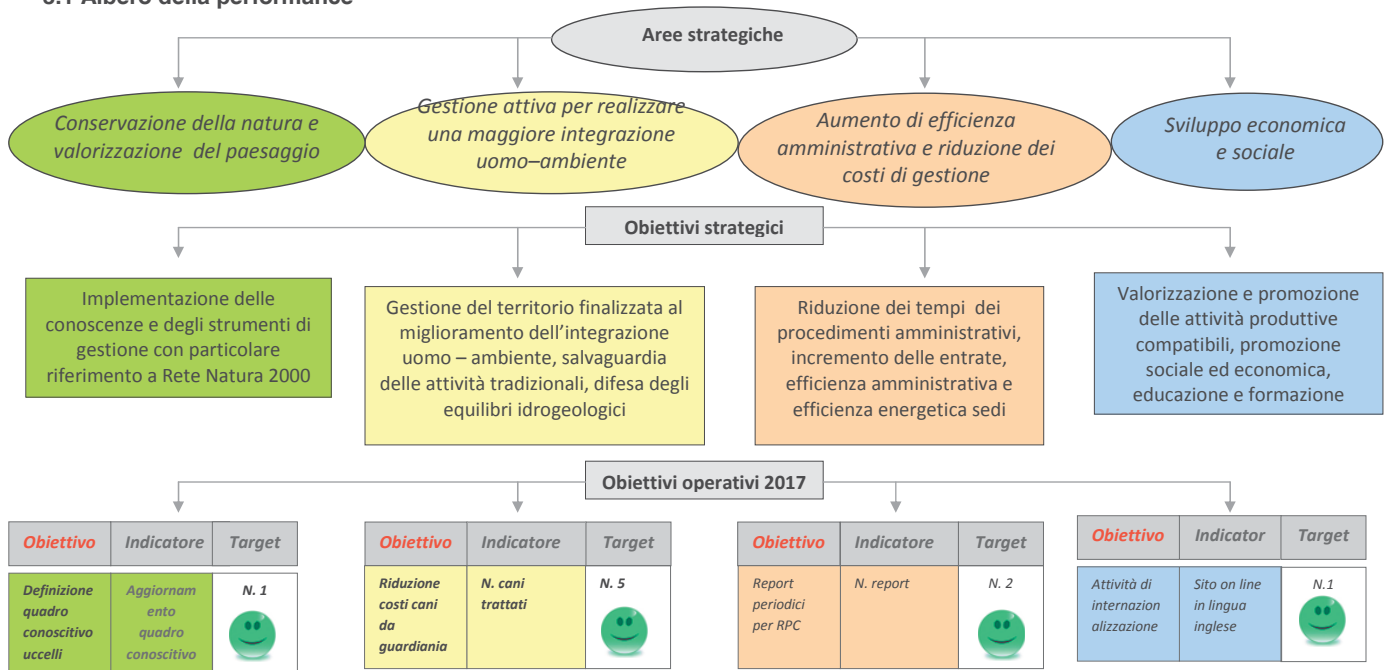 3.1 Albero della performance
Aree strategiche
Conservazione della natura e
valorizzazione del paesaggio
Gestione attiva per realizzare
una maggiore integrazione
uomo–ambiente
Aumento di efficienza
amministrativa e riduzione dei
costi di gestione
Sviluppo economica
e sociale
Obiettivi strategici
Implementazione delle
conoscenze e degli strumenti di
gestione con particolare
riferimento a Rete Natura 2000
Gestione del territorio finalizzata al
miglioramento dell'integrazione
uomo – ambiente, salvaguardia
delle attività tradizionali, difesa degli
equilibri idrogeologici
Riduzione dei tempi dei
procedimenti amministrativi,
incremento delle entrate,
efficienza amministrativa e
efficienza energetica sedi
Valorizzazione e promozione
delle attività produttive
compatibili, promozione
sociale ed economica,
educazione e formazione
Obiettivi operativi 2017
Obiettivo Indicatore Target
Definizione
quadro
conoscitivo
uccelli
Aggiornam
ento
quadro
conoscitivo
N. 1
Obiettivo Indicatore Target
Riduzione
costi cani
da
guardiania
N. cani
trattati
N. 5
Obiettivo Indicatore Target
Report
periodici
per RPC
N. report
N. 2
Obiettivo Indicator Target
Attività di
internazion
alizzazione
Sito on line
in lingua
inglese
N.1